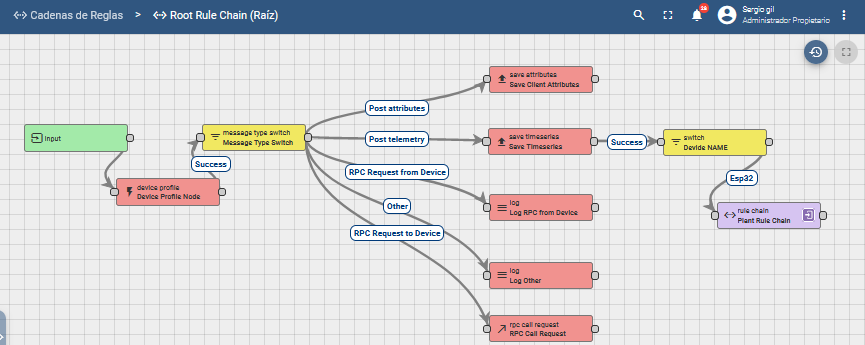 Cadenas de Reglas > Root Rule Chain (Raíz)
Sergio gil
Administrador Propietario
save attributes
Save Client Attributes
Post attributes
Input
message type switch
Message Type Switch
Post telemetry
save timeseries
Save Timeseries
Success
switch
Devide NAME
Success
RPC Request from Device
Esp32
device profile
Device Profile Node
log
Log RPC from Device
Other
rule chain
Plant Rule Chain
RPC Request to Device
log
Log Other
rpc call request
RPC Call Request